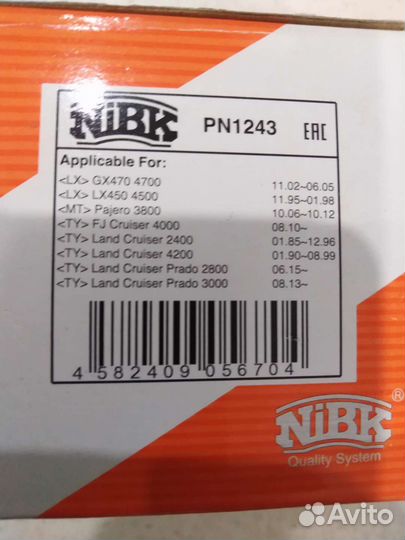 NiBK PN1243 EAC
Applicable For:
<LX> GX470 4700 11.02~06.05
<LX> LX450 4500 11.95~01.98
<MT> Pajero 3800 10.06~10.12
<TY> FJ Cruiser 4000 08.10~
<TY> Land Cruiser 2400 01.85~12.96
<TY> Land Cruiser 4200 01.90~08.99
<TY> Land Cruiser Prado 2800 06.15~
<TY> Land Cruiser Prado 3000 08.13~
4 582409 056704
NiBK ®
Quality System
Avito